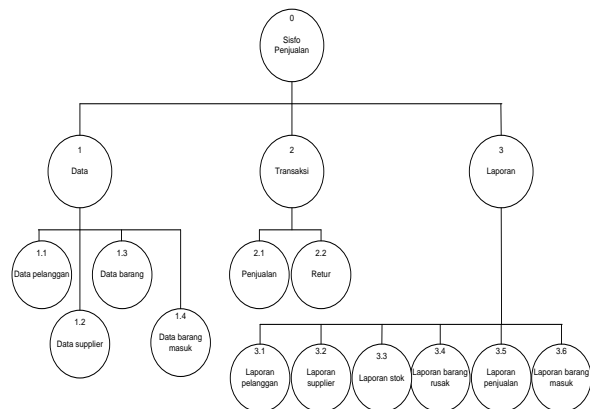 0
Sisfo
Penjualan
1
Data
2
Transaksi
3
Laporan
1.1
Data pelanggan
1.2
Data supplier
1.3
Data barang
1.4
Data barang
masuk
2.1
Penjualan
2.2
Retur
3.1
Laporan
pelanggan
3.2
Laporan
supplier
3.3
Laporan stok
3.4
Laporan barang
rusak
3.5
Laporan
penjualan
3.6
Laporan barang
masuk